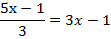 (5x − 1)/3 = 3x − 1